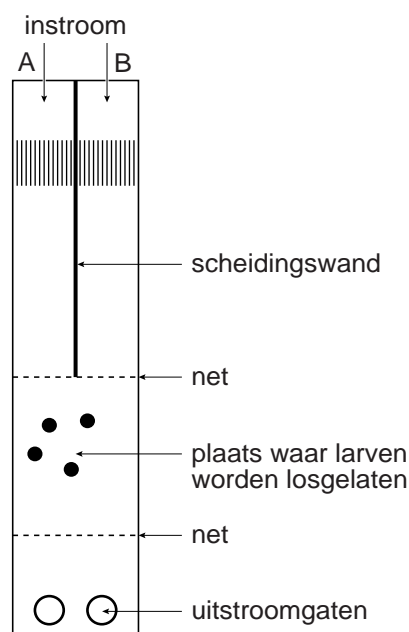 instroom
A B
scheidingswand
net
plaats waar larven
worden losgelaten
net
uitstroomgaten